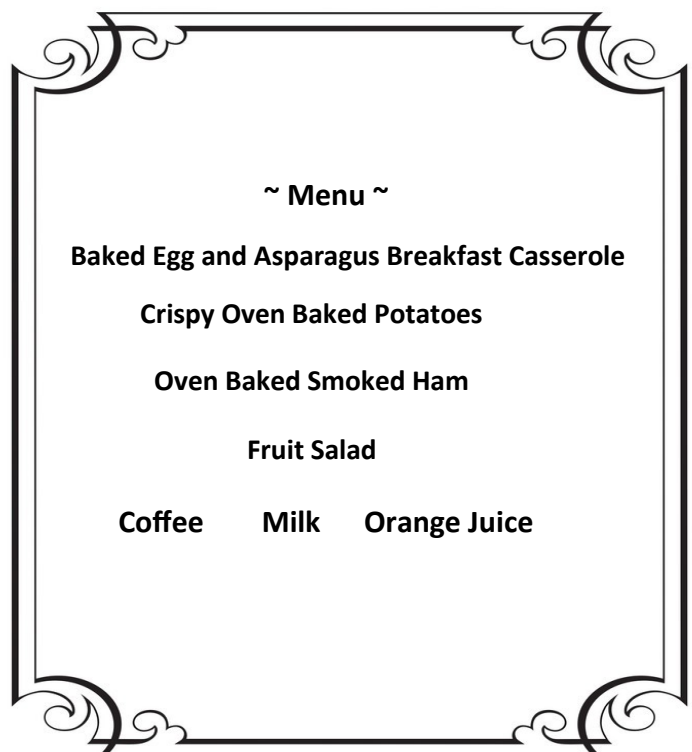 ~ Menu ~
Baked Egg and Asparagus Breakfast Casserole
Crispy Oven Baked Potatoes
Oven Baked Smoked Ham
Fruit Salad
Coffee Milk Orange Juice